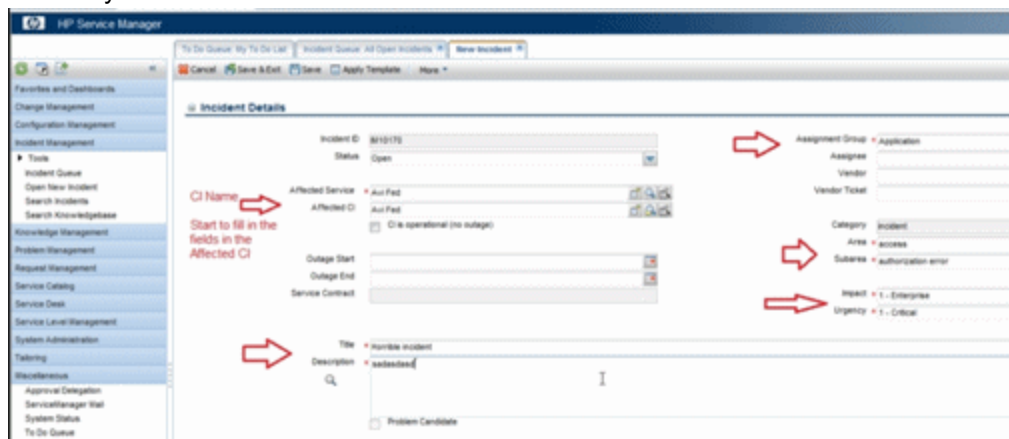 HP Service Manager
To Do Queue: My To Do List
Incident Queue: All Open Incidents
New Incident
Cancel
Save & Exit
Save
Apply Template
More
Favorites and Dashboards
Change Management
Configuration Management
Incident Management
Tools
Incident Queue
Open New Incident
Search Incidents
Search Knowledgebase
Knowledge Management
Problem Management
Request Management
Service Catalog
Service Desk
Service Level Management
System Administration
Tailoring
Miscellaneous
Approval Delegation
ServiceManager Mail
System Status
To Do Queue
Incident Details
Incident ID IM10170
Status Open
CI Name
Start to fill in the
fields in the
Affected CI
Affected Service * Avi Fed
Affected CI Avi Fed
CI is operational (no outage)
Outage Start
Outage End
Service Contract
Title * Horrible incident
Description * sadasdasd
Problem Candidate
Assignment Group * Application
Assignee
Vendor
Vendor Ticket
Category incident
Area * access
Subarea * authorization error
Impact * 1 - Enterprise
Urgency * 1 - Critical